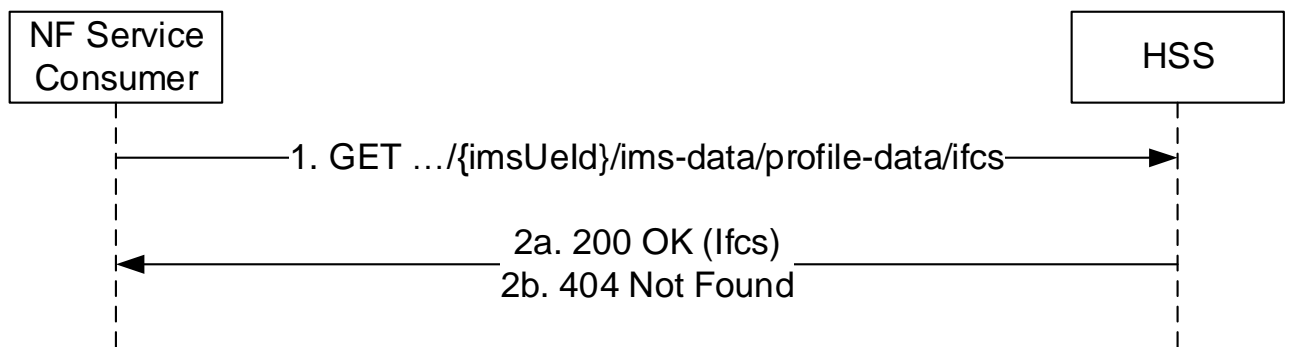 NF Service
Consumer
HSS
1. GET …/{imsUeId}/ims-data/profile-data/ifcs
2a. 200 OK (Ifcs)
2b. 404 Not Found